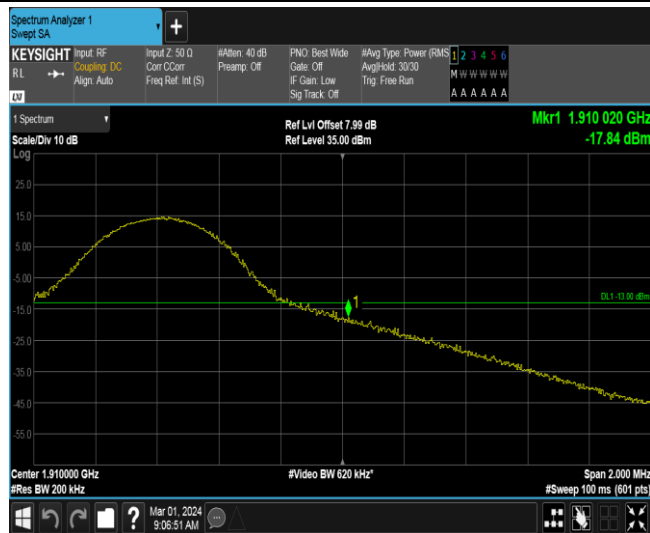 Spectrum Analyzer 1
Swept SA
+
KEYSIGHT
RL
Input: RF
Coupling: DC
Align: Auto
Input Z: 50 Ω
Corr CCorr
Freq Ref: Int (S)
#Atten: 40 dB
Preamp: Off
PNO: Best Wide
Gate: Off
IF Gain: Low
Sig Track: Off
#Avg Type: Power (RMS
Avg|Hold: 30/30
Trig: Free Run
1 2 3 4 5 6
M W W W W W
A A A A A A
LXI
1 Spectrum
Scale/Div 10 dB
Ref Lvl Offset 7.99 dB
Ref Level 35.00 dBm
Mkr1 1.910 020 GHz
-17.84 dBm
Log
25.0
15.0
5.00
-5.00
DL1 -13.00 dBm
1
-15.0
-25.0
-35.0
-45.0
-55.0
Center 1.910000 GHz
#Video BW 620 kHz*
Span 2.000 MHz
#Res BW 200 kHz
#Sweep 100 ms (601 pts)
?
Mar 01, 2024
9:06:51 AM